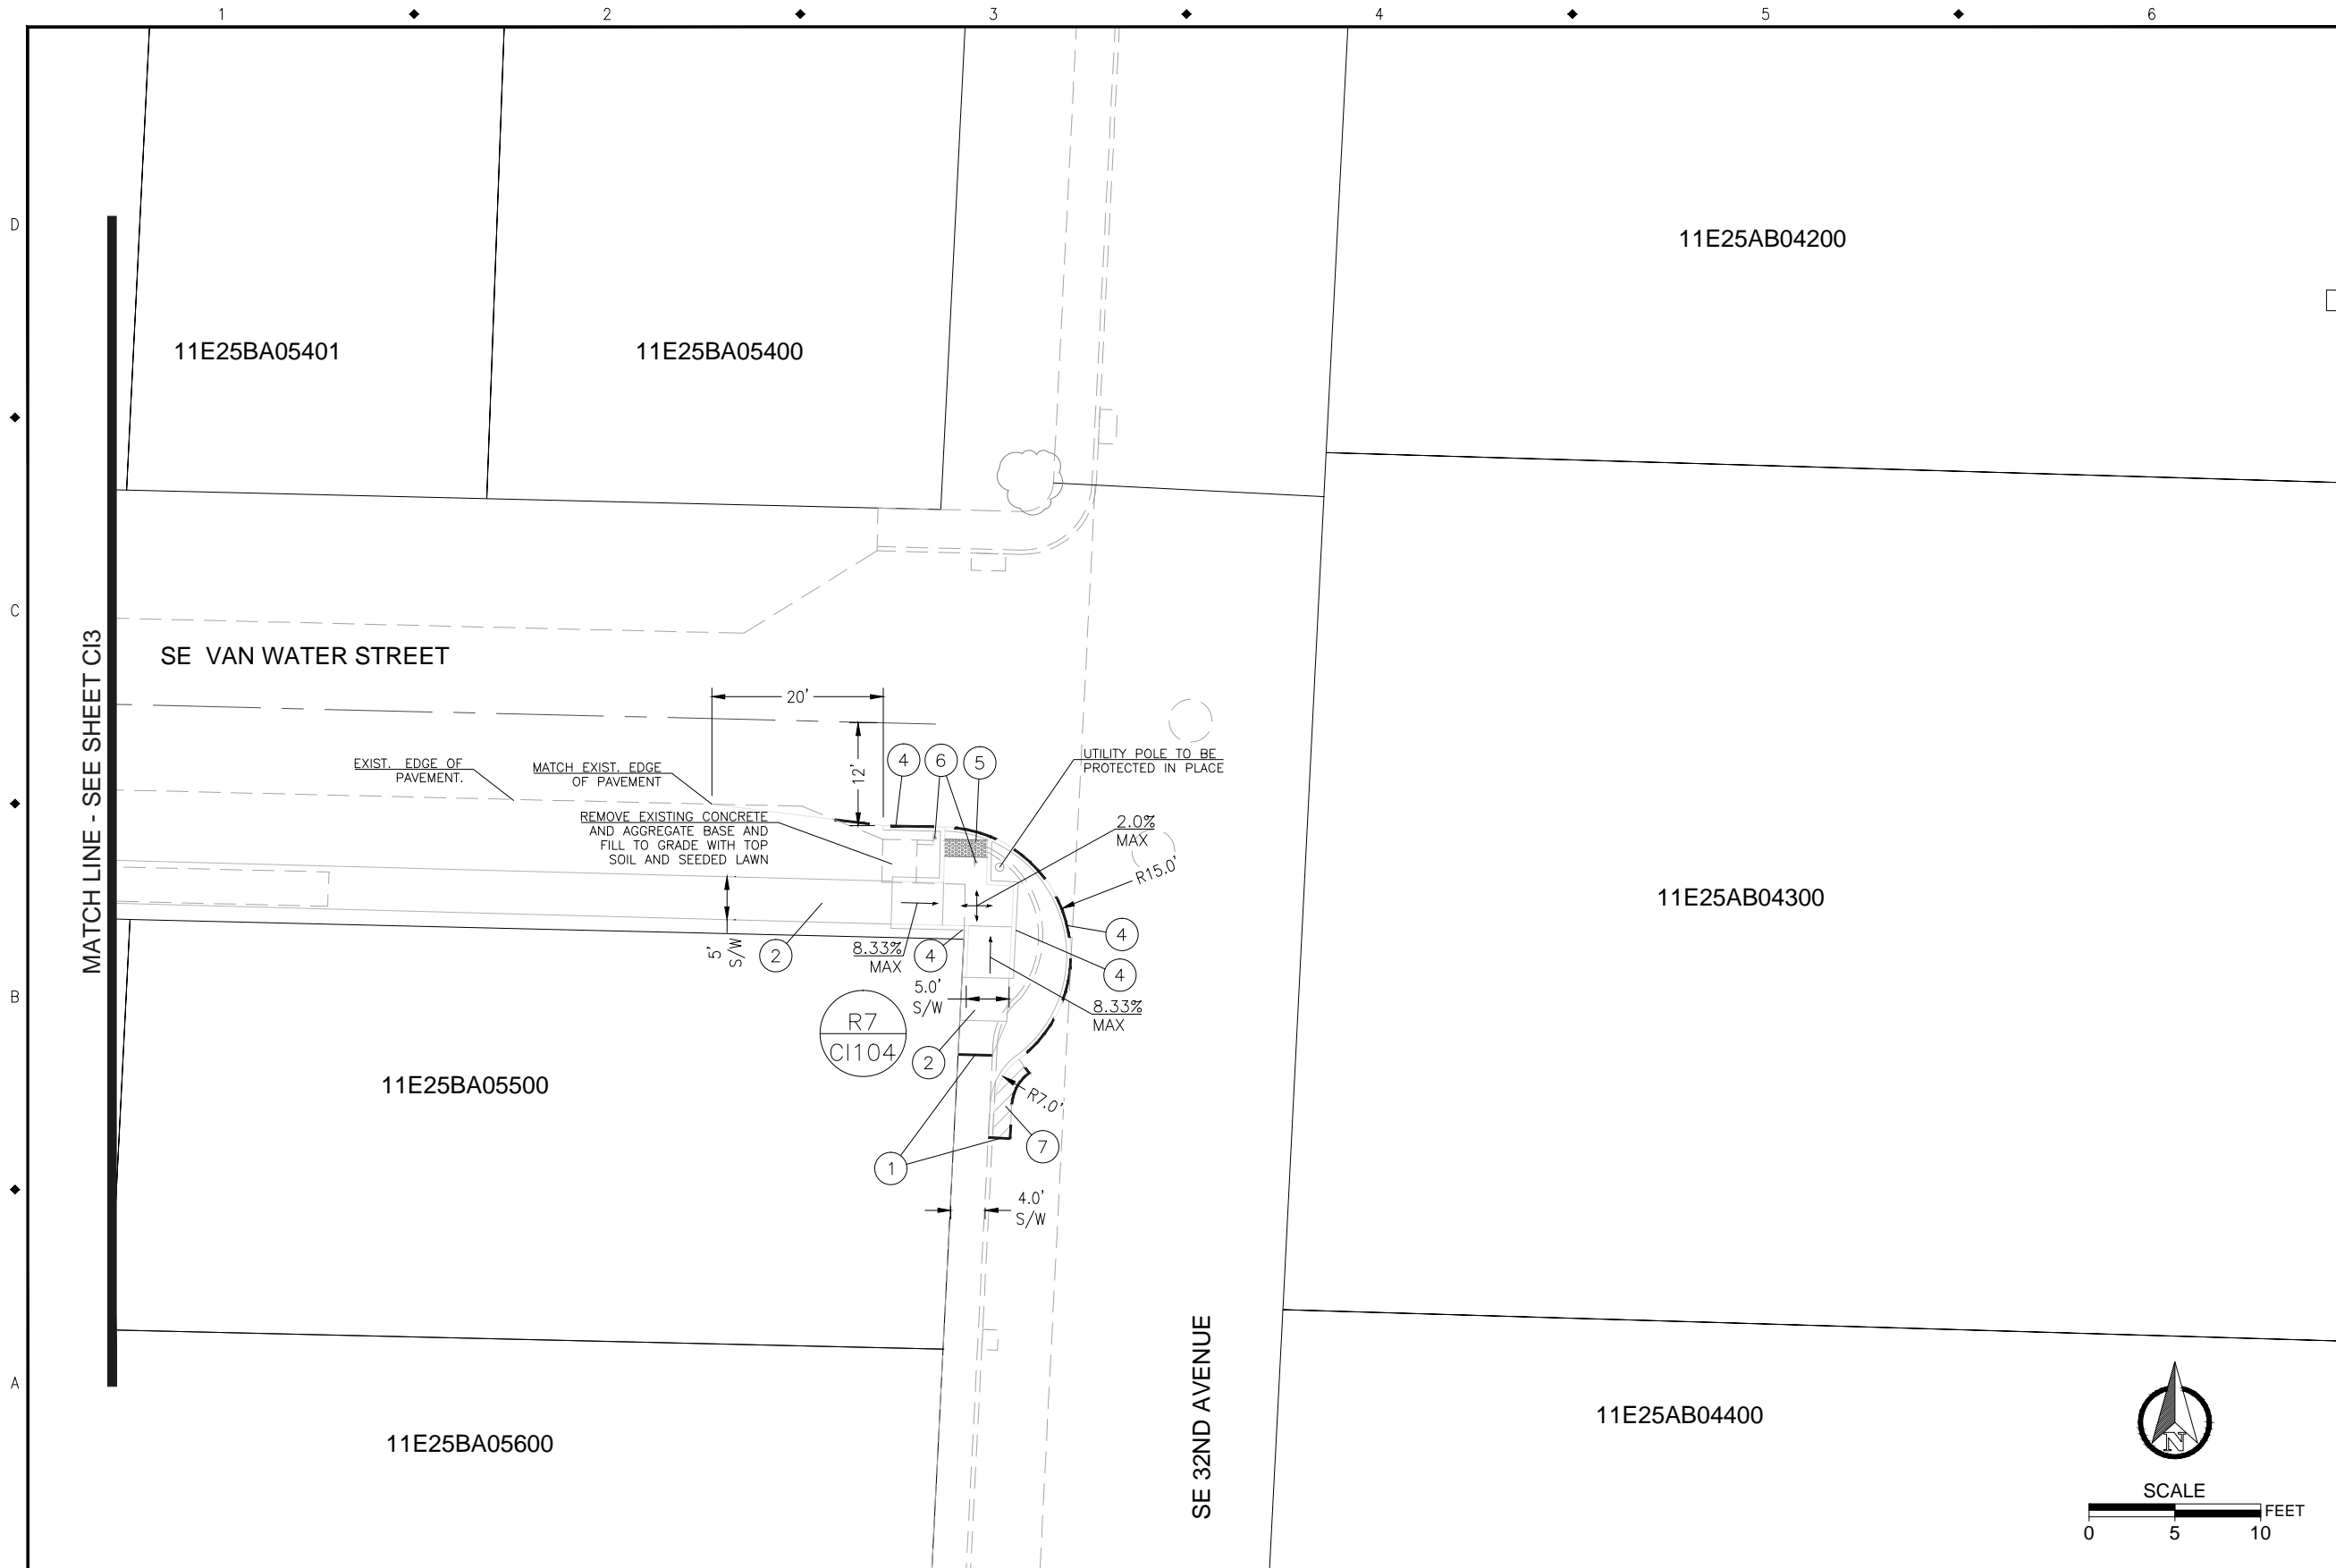 1 2 3 4 5 6
D
C
B
A
11E25AB04200
11E25BA05401
11E25BA05400
MATCH LINE - SEE SHEET CI3
SE VAN WATER STREET
20'
12'
4
6
5
UTILITY POLE TO BE
PROTECTED IN PLACE
EXIST. EDGE OF
PAVEMENT.
MATCH EXIST. EDGE
OF PAVEMENT
REMOVE EXISTING CONCRETE
AND AGGREGATE BASE AND
FILL TO GRADE WITH TOP
SOIL AND SEEDED LAWN
2.0%
MAX
R15.0'
11E25AB04300
5'
S/W
2
8.33%
MAX
4
4
4
5.0'
S/W
8.33%
MAX
R7
CI104
2
11E25BA05500
R7.0'
7
1
4.0'
S/W
SE 32ND AVENUE
11E25AB04400
11E25BA05600
N
SCALE
FEET
0 5 10